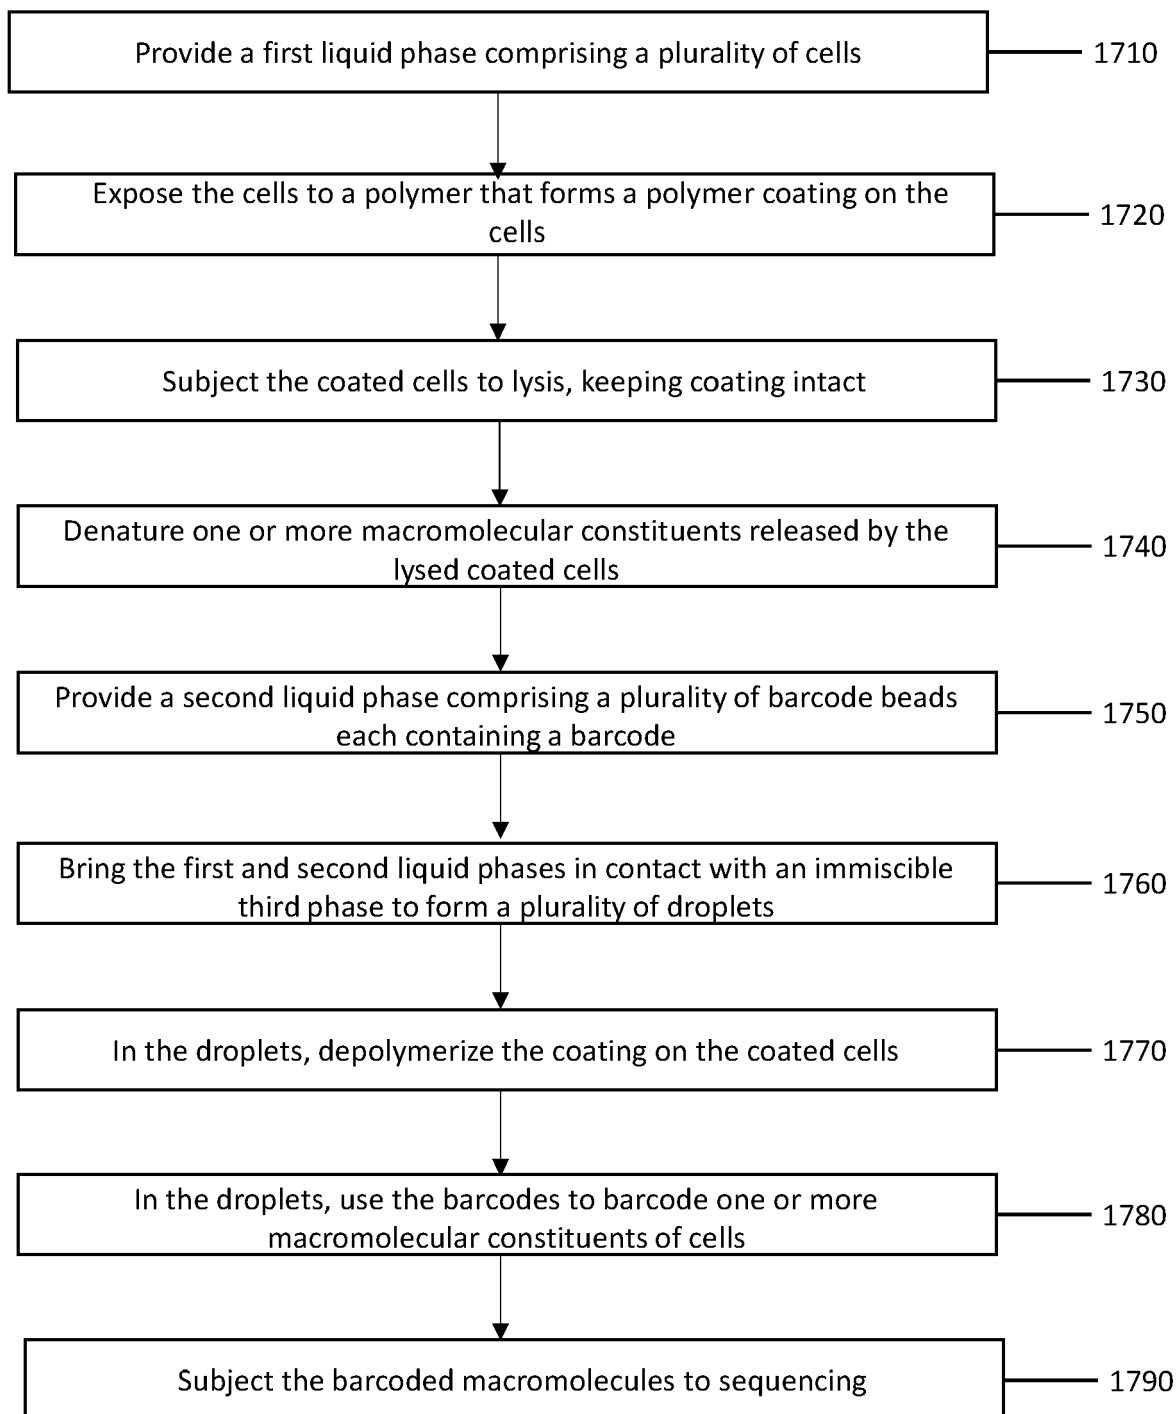 Provide a first liquid phase comprising a plurality of cells
1710
Expose the cells to a polymer that forms a polymer coating on the
cells
1720
Subject the coated cells to lysis, keeping coating intact
1730
Denature one or more macromolecular constituents released by the
lysed coated cells
1740
Provide a second liquid phase comprising a plurality of barcode beads
each containing a barcode
1750
Bring the first and second liquid phases in contact with an immiscible
third phase to form a plurality of droplets
1760
In the droplets, depolymerize the coating on the coated cells
1770
In the droplets, use the barcodes to barcode one or more
macromolecular constituents of cells
1780
Subject the barcoded macromolecules to sequencing
1790